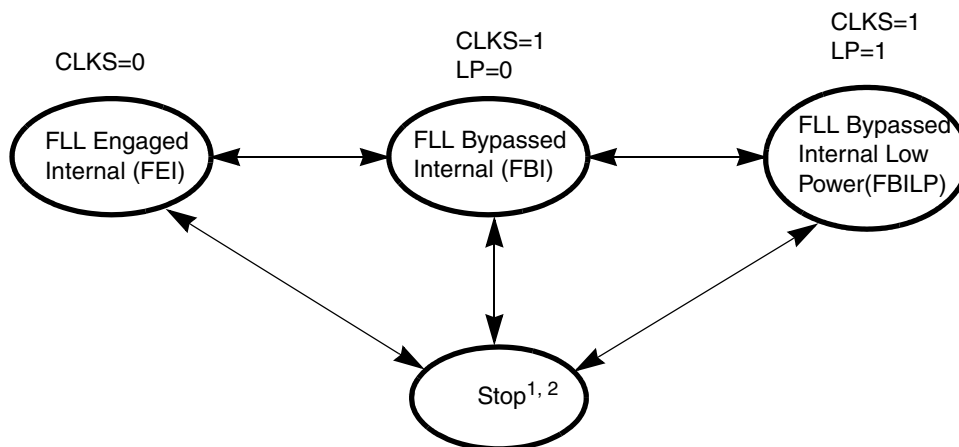 CLKS=0
CLKS=1
LP=0
CLKS=1
LP=1
FLL Engaged
Internal (FEI)
FLL Bypassed
Internal (FBI)
FLL Bypassed
Internal Low
Power(FBILP)
Stop1, 2